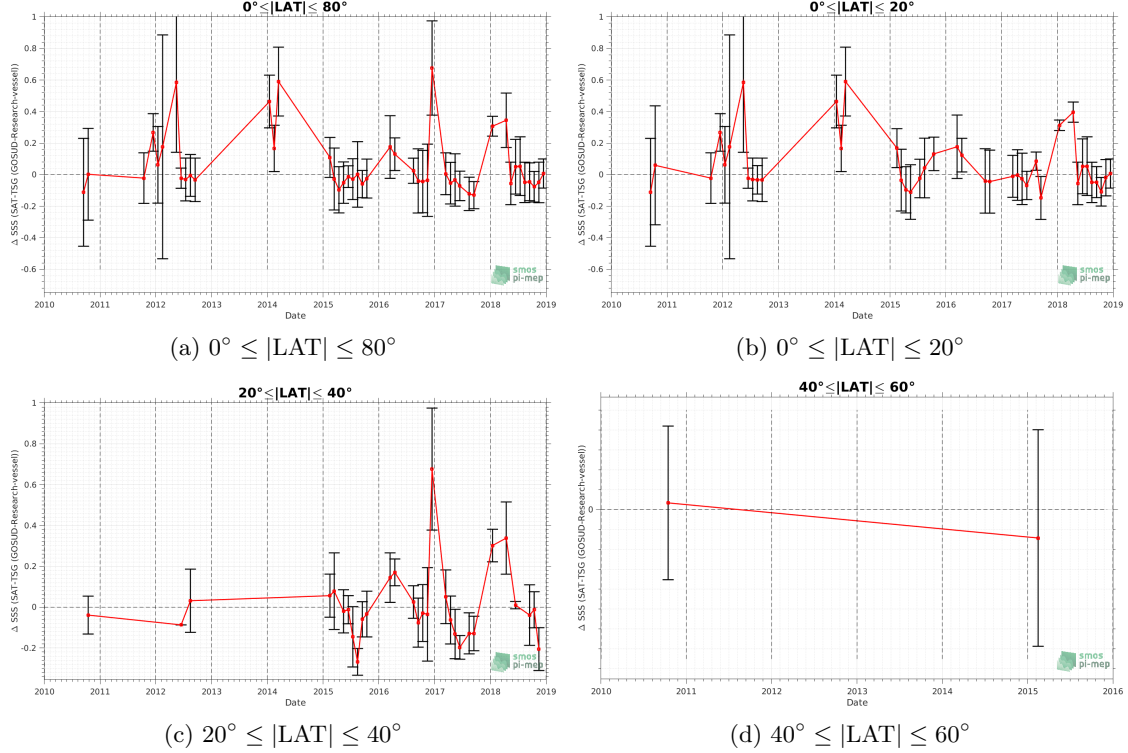 0°≤|LAT|≤ 80°
Δ SSS (SAT-TSG (GOSUD-Research-vessel))
1
0.8
0.6
0.4
0.2
0
-0.2
-0.4
-0.6
2010 2011 2012 2013 2014 2015 2016 2017 2018 2019
Date
smos
pi-mep
(a) 0° ≤ |LAT| ≤ 80°
0°≤|LAT|≤ 20°
Δ SSS (SAT-TSG (GOSUD-Research-vessel))
1
0.8
0.6
0.4
0.2
0
-0.2
-0.4
-0.6
2010 2011 2012 2013 2014 2015 2016 2017 2018 2019
Date
smos
pi-mep
(b) 0° ≤ |LAT| ≤ 20°
20°≤|LAT|≤ 40°
Δ SSS (SAT-TSG (GOSUD-Research-vessel))
1
0.8
0.6
0.4
0.2
0
-0.2
2010 2011 2012 2013 2014 2015 2016 2017 2018 2019
Date
smos
pi-mep
(c) 20° ≤ |LAT| ≤ 40°
40°≤|LAT|≤ 60°
Δ SSS (SAT-TSG (GOSUD-Research-vessel))
0
2010 2011 2012 2013 2014 2015 2016
Date
smos
pi-mep
(d) 40° ≤ |LAT| ≤ 60°